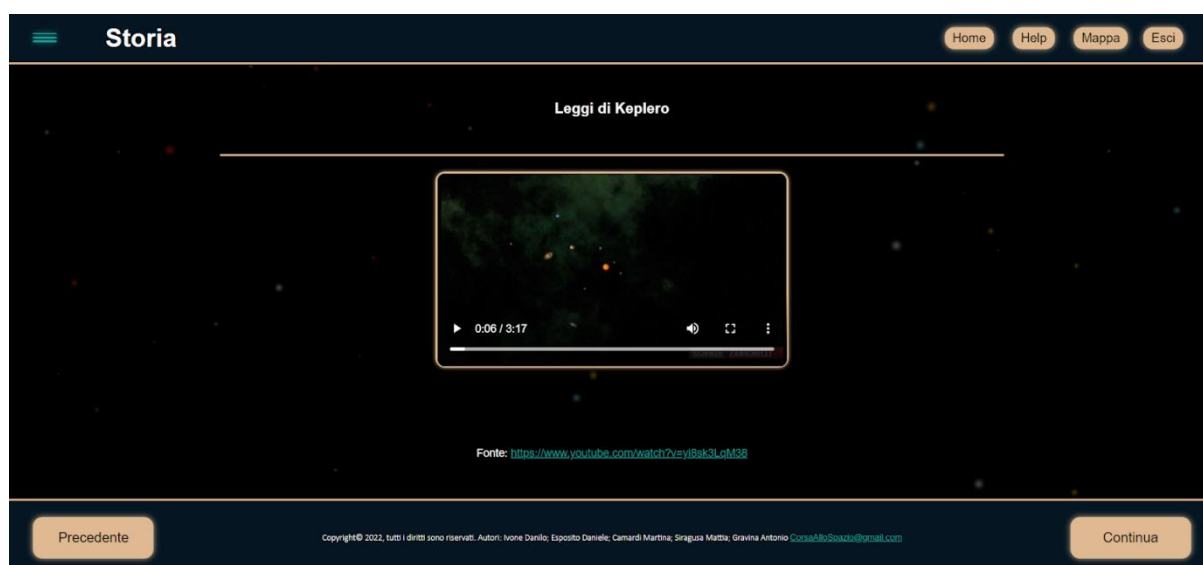 Storia
Home
Help
Mappa
Esci
Leggi di Keplero
0:06 / 3:17
Fonte: https://www.youtube.com/watch?v=yi8sk3LqM38
Precedente
Copyright© 2022, tutti i diritti sono riservati. Autori: Ivone Danilo; Esposito Daniele; Camardi Martina; Siragusa Mattia; Gravina Antonio CorsaAlloSpazio@gmail.com
Continua